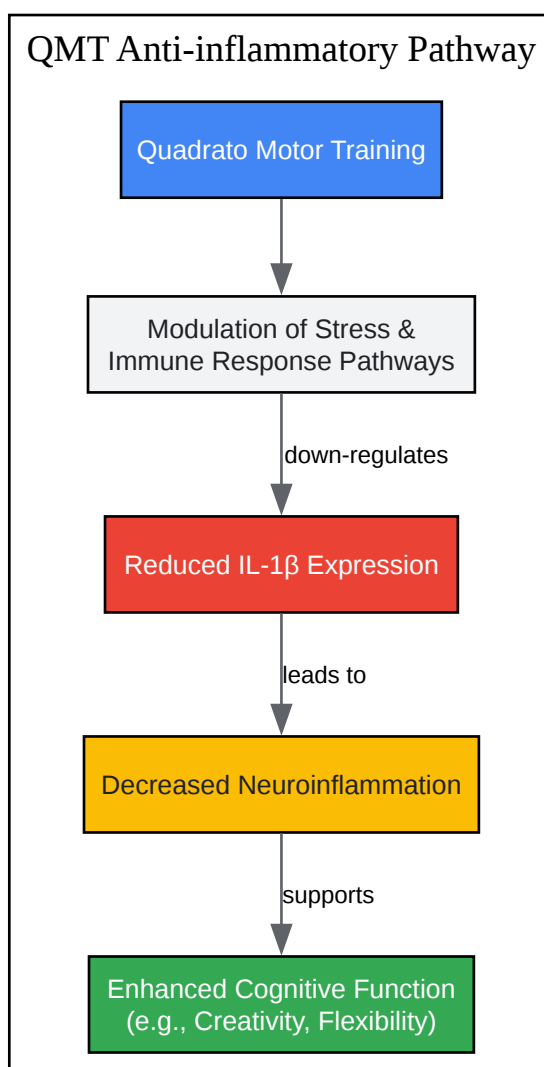 QMT Anti-inflammatory Pathway
Quadrato Motor Training
Modulation of Stress &
Immune Response Pathways
down-regulates
Reduced IL-1β Expression
leads to
Decreased Neuroinflammation
supports
Enhanced Cognitive Function
(e.g., Creativity, Flexibility)